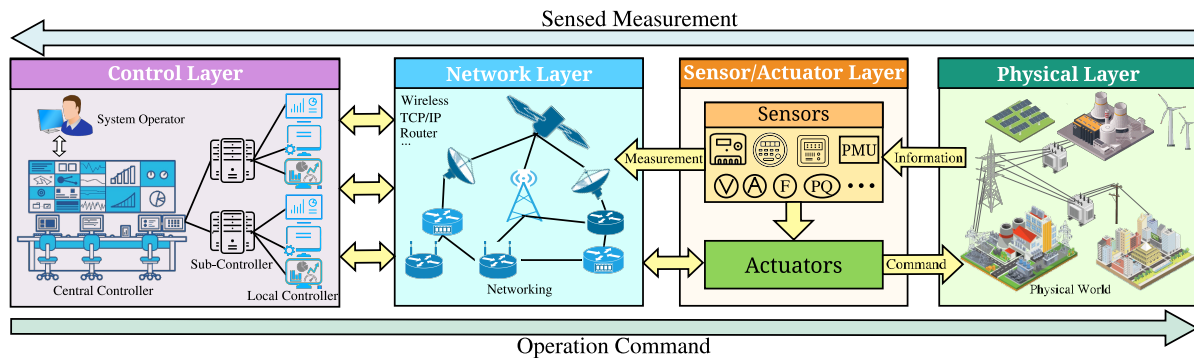 Sensed Measurement
Control Layer
System Operator
Sub-Controller
Central Controller
Local Controller
Network Layer
Wireless
TCP/IP
Router
...
Networking
Sensor/Actuator Layer
Sensors
PMU
V A F PQ ...
Measurement
Information
Actuators
Command
Physical Layer
Physical World
Operation Command